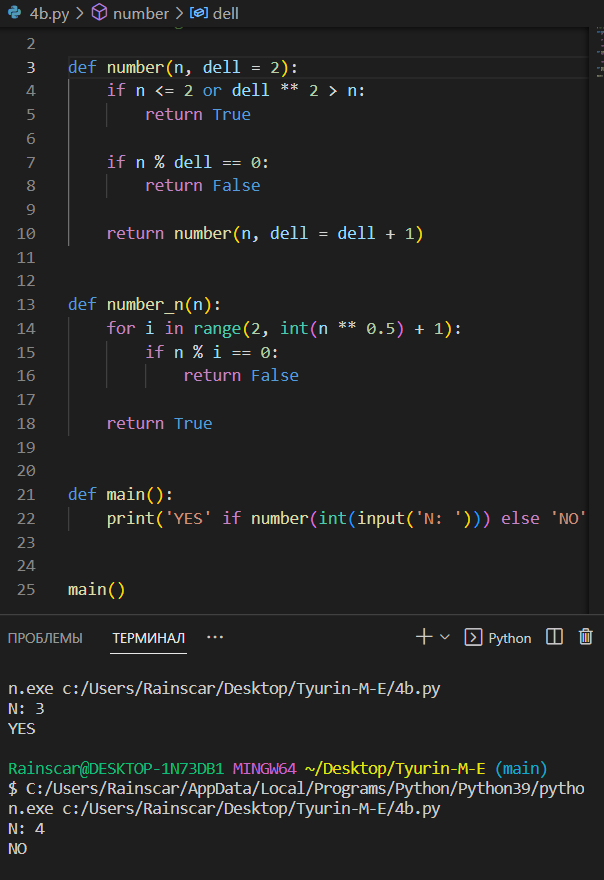 4b.py > number > dell
2
3 def number(n, dell = 2):
4     if n <= 2 or dell ** 2 > n:
5         return True
6
7     if n % dell == 0:
8         return False
9
10     return number(n, dell = dell + 1)
11
12
13 def number_n(n):
14     for i in range(2, int(n ** 0.5) + 1):
15         if n % i == 0:
16             return False
17
18     return True
19
20
21 def main():
22     print('YES' if number(int(input('N: '))) else 'NO'
23
24
25 main()
ПРОБЛЕМЫ ТЕРМИНАЛ ··· Python
n.exe c:/Users/Rainscar/Desktop/Tyurin-M-E/4b.py
N: 3
YES
Rainscar@DESKTOP-1N73DB1 MINGW64 ~/Desktop/Tyurin-M-E (main)
$ C:/Users/Rainscar/AppData/Local/Programs/Python/Python39/pytho
n.exe c:/Users/Rainscar/Desktop/Tyurin-M-E/4b.py
N: 4
NO